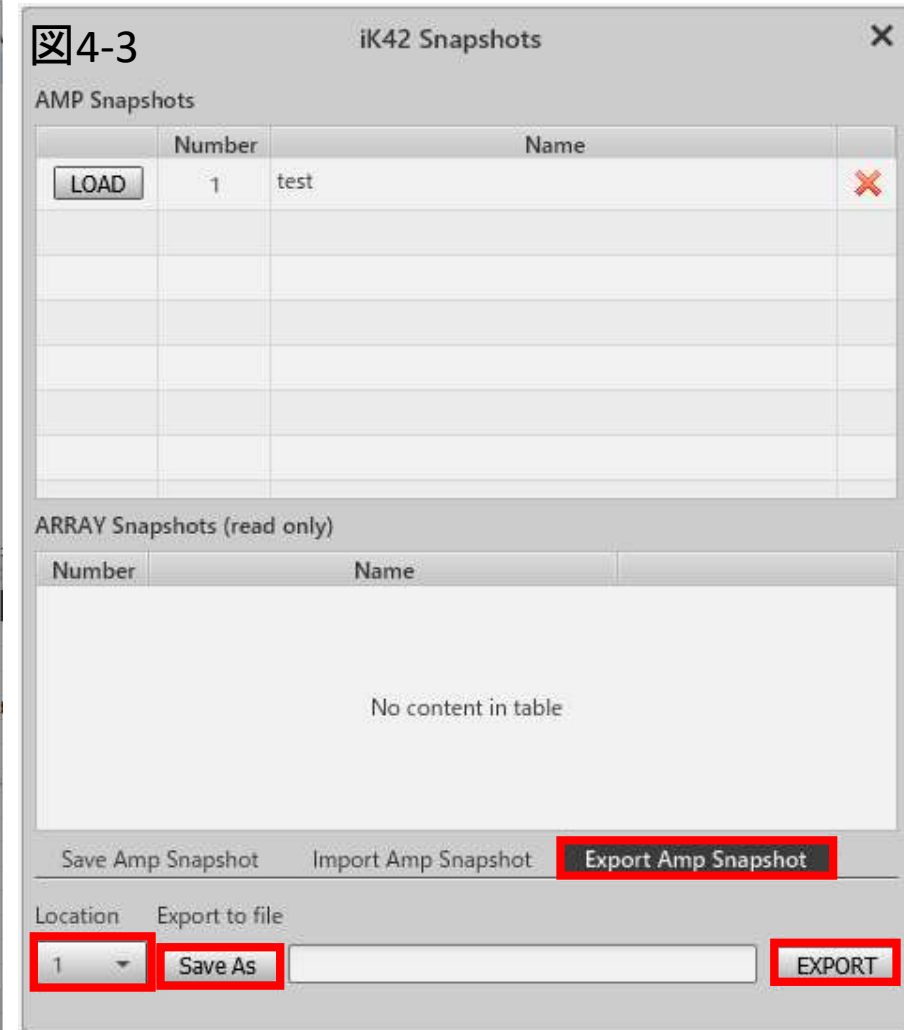 図4-3
iK42 Snapshots
AMP Snapshots
Number Name
LOAD 1 test
ARRAY Snapshots (read only)
Number Name
No content in table
Save Amp Snapshot Import Amp Snapshot Export Amp Snapshot
Location Export to file
1 Save As EXPORT